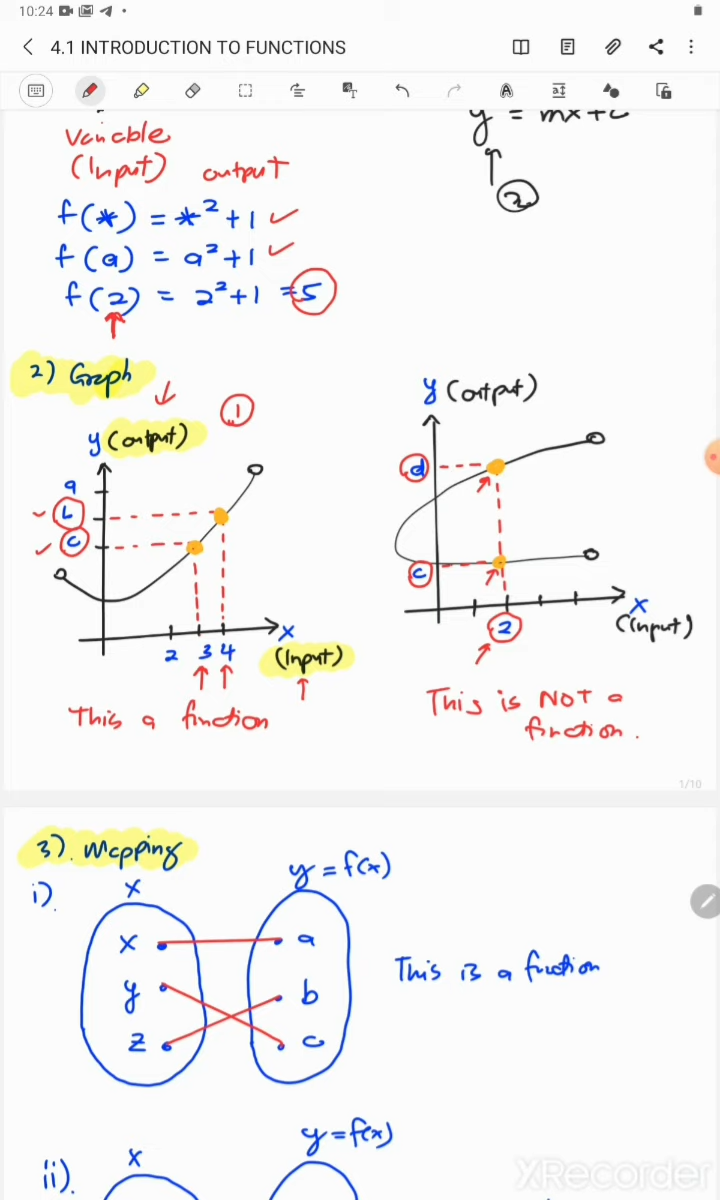 10:24
4.1 INTRODUCTION TO FUNCTIONS
y = mx+c
Variable
(Input) output
2
f(*) = *²+1 ✓
f(a) = a²+1 ✓
f(2) = 2²+1 =5
2) Graph
1
y (output)
y (output)
a
b
c
d
c
2 3 4 x
(Input)
2 x
(Input)
This a function
This is NOT a
function.
1/10
3). Mapping
i). x y = f(x)
x a
y b
z c
This is a function
ii). x y = f(x)
XRecorder